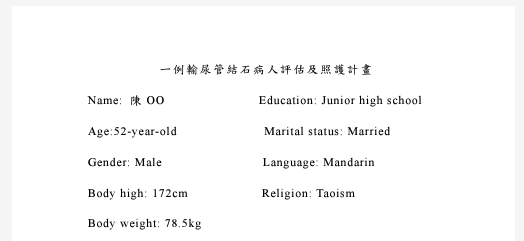 一例輸尿管結石病人評估及照護計畫
Name: 陳 OO Education: Junior high school
Age:52-year-old Marital status: Married
Gender: Male Language: Mandarin
Body high: 172cm Religion: Taoism
Body weight: 78.5kg